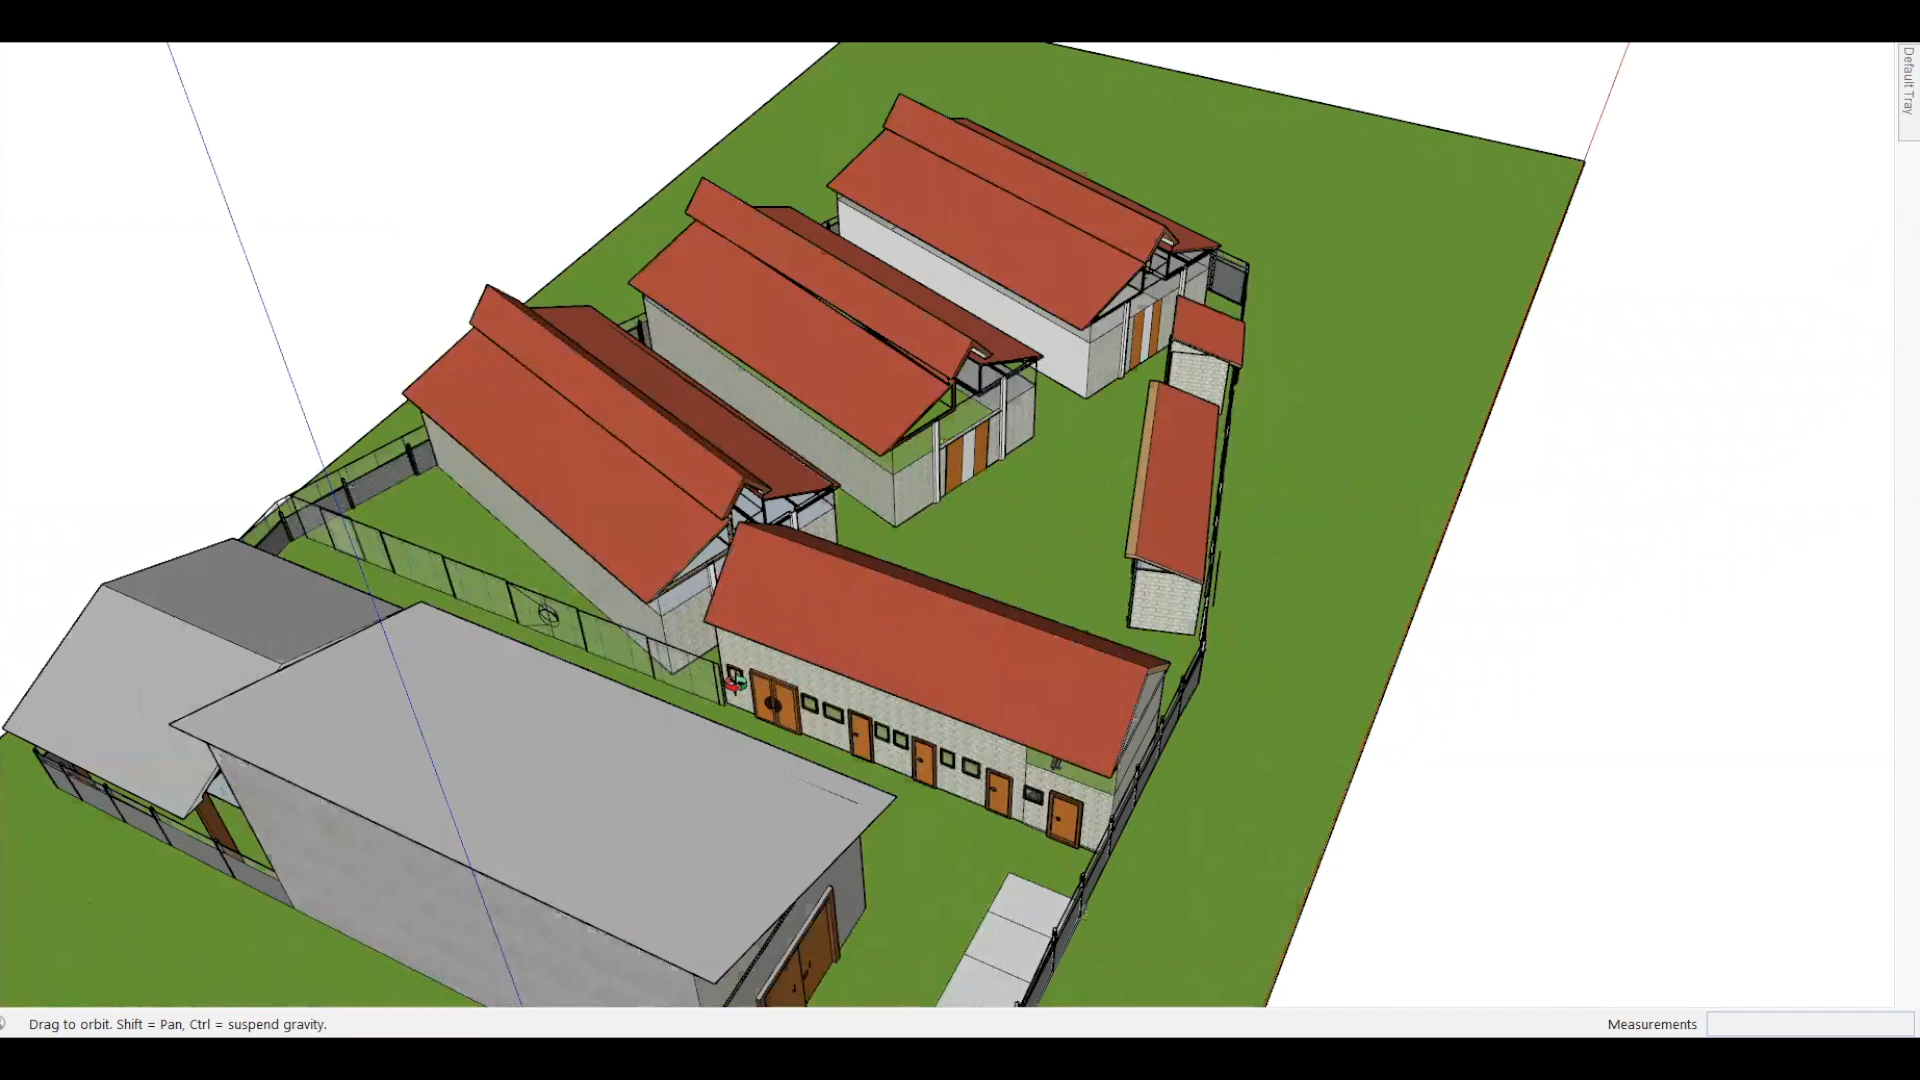 Default Tray
Drag to orbit. Shift = Pan, Ctrl = suspend gravity.
Measurements